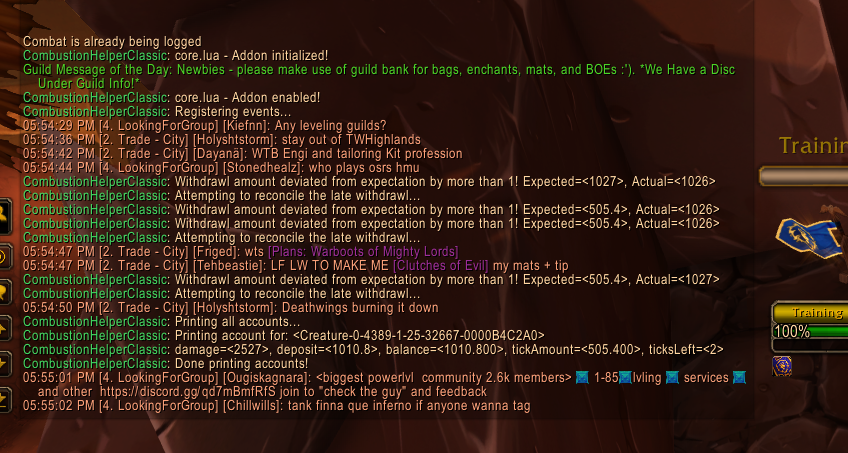 Combat is already being logged
CombustionHelperClassic: core.lua - Addon initialized!
Guild Message of the Day: Newbies - please make use of guild bank for bags, enchants, mats, and BOEs :'). *We Have a Disc
Under Guild Info!*
CombustionHelperClassic: core.lua - Addon enabled!
CombustionHelperClassic: Registering events...
05:54:29 PM [4. LookingForGroup] [Kiefnn]: Any leveling guilds?
05:54:36 PM [2. Trade - City] [Holyshtstorm]: stay out of TWHighlands
05:54:42 PM [2. Trade - City] [Dayanä]: WTB Engi and tailoring Kit profession
05:54:44 PM [4. LookingForGroup] [Stonedhealz]: who plays osrs hmu
CombustionHelperClassic: Withdrawl amount deviated from expectation by more than 1! Expected=<1027>, Actual=<1026>
CombustionHelperClassic: Attempting to reconcile the late withdrawl...
CombustionHelperClassic: Withdrawl amount deviated from expectation by more than 1! Expected=<505.4>, Actual=<1026>
CombustionHelperClassic: Withdrawl amount deviated from expectation by more than 1! Expected=<505.4>, Actual=<1026>
CombustionHelperClassic: Attempting to reconcile the late withdrawl...
05:54:47 PM [2. Trade - City] [Friged]: wts [Plans: Warboots of Mighty Lords]
05:54:47 PM [2. Trade - City] [Tehbeastie]: LF LW TO MAKE ME [Clutches of Evil] my mats + tip
CombustionHelperClassic: Withdrawl amount deviated from expectation by more than 1! Expected=<505.4>, Actual=<1027>
CombustionHelperClassic: Attempting to reconcile the late withdrawl...
05:54:50 PM [2. Trade - City] [Holyshtstorm]: Deathwings burning it down
CombustionHelperClassic: Printing all accounts...
CombustionHelperClassic: Printing account for: <Creature-0-4389-1-25-32667-0000B4C2A0>
CombustionHelperClassic: damage=<2527>, deposit=<1010.8>, balance=<1010.800>, tickAmount=<505.400>, ticksLeft=<2>
CombustionHelperClassic: Done printing accounts!
05:55:01 PM [4. LookingForGroup] [Ougiskagnara]: <biggest powerlvl community 2.6k members> 1-85 lvling services
and other https://discord.gg/qd7mBmfRfS join to "check the guy" and feedback
05:55:02 PM [4. LookingForGroup] [Chillwills]: tank finna que inferno if anyone wanna tag
Trainin
Training
100%